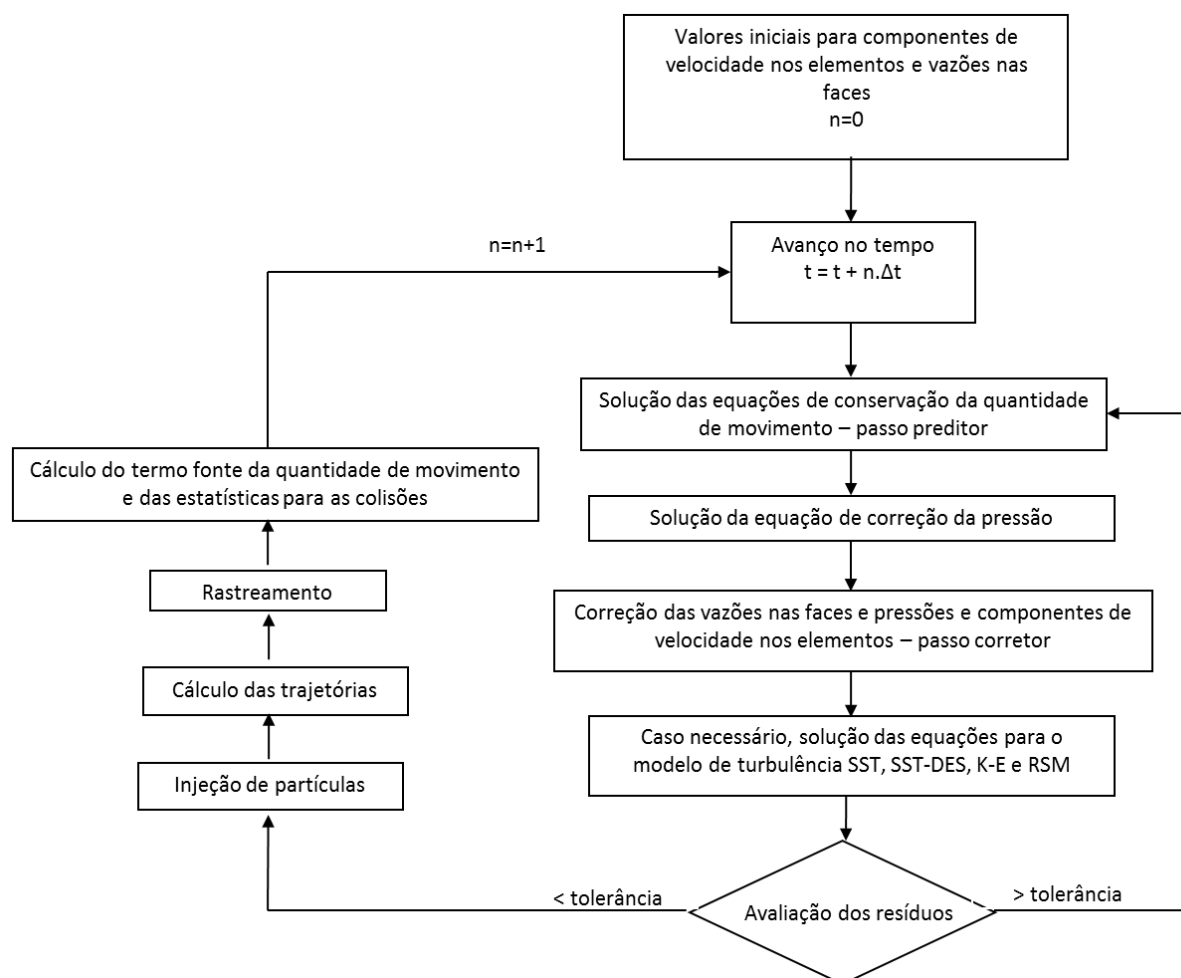 Valores iniciais para componentes de
velocidade nos elementos e vazões nas
faces
n=0
n=n+1
Avanço no tempo
t = t + n.Δt
Solução das equações de conservação da quantidade
de movimento – passo preditor
Cálculo do termo fonte da quantidade de movimento
e das estatísticas para as colisões
Solução da equação de correção da pressão
Rastreamento
Correção das vazões nas faces e pressões e componentes de
velocidade nos elementos – passo corretor
Cálculo das trajetórias
Caso necessário, solução das equações para o
modelo de turbulência SST, SST-DES, K-E e RSM
Injeção de partículas
< tolerância
> tolerância
Avaliação dos resíduos